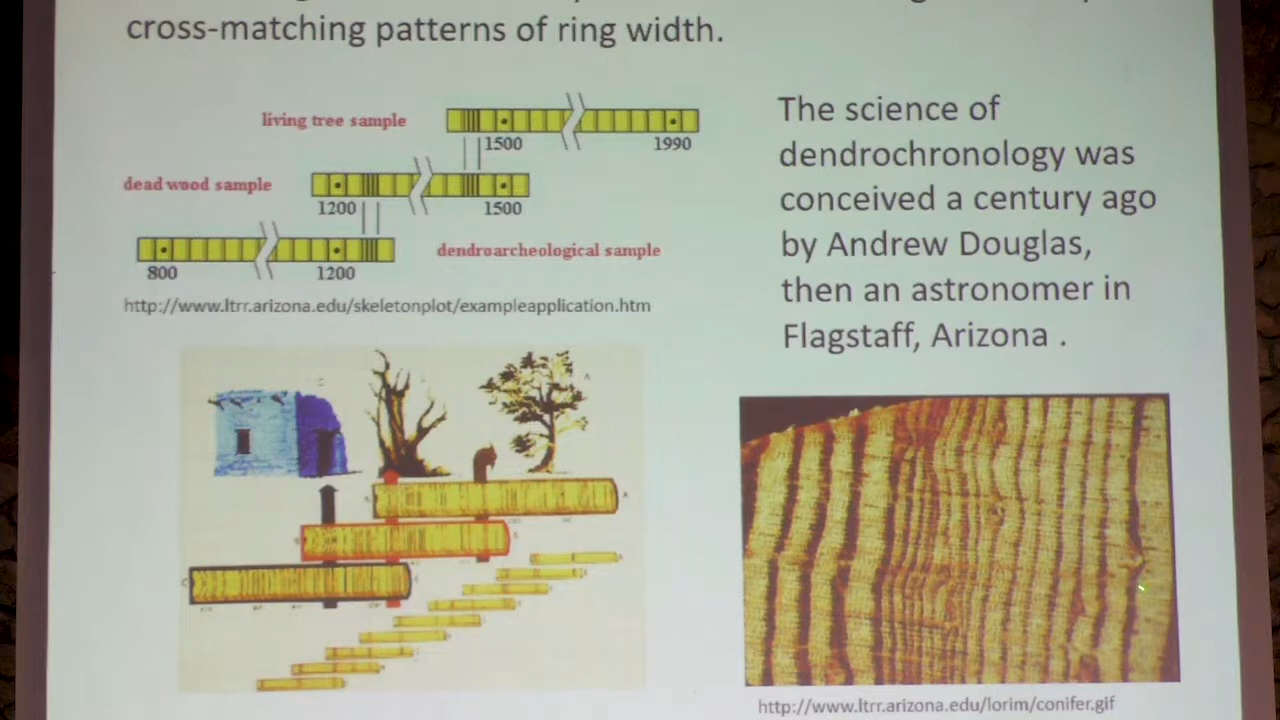 cross-matching patterns of ring width.
living tree sample
1500 1990
dead wood sample
1200 1500
dendroarcheological sample
800 1200
http://www.ltrr.arizona.edu/skeletonplot/exampleapplication.htm
The science of
dendrochronology was
conceived a century ago
by Andrew Douglas,
then an astronomer in
Flagstaff, Arizona .
http://www.ltrr.arizona.edu/lorim/conifer.gif